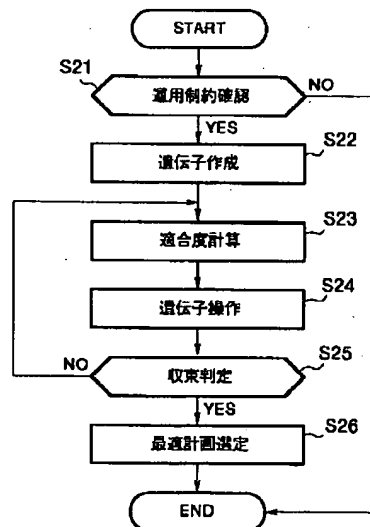 START
S21
運用制約確認
NO
YES
S22
遺伝子作成
S23
適合度計算
S24
遺伝子操作
S25
NO
収束判定
YES
S26
最適計画選定
END